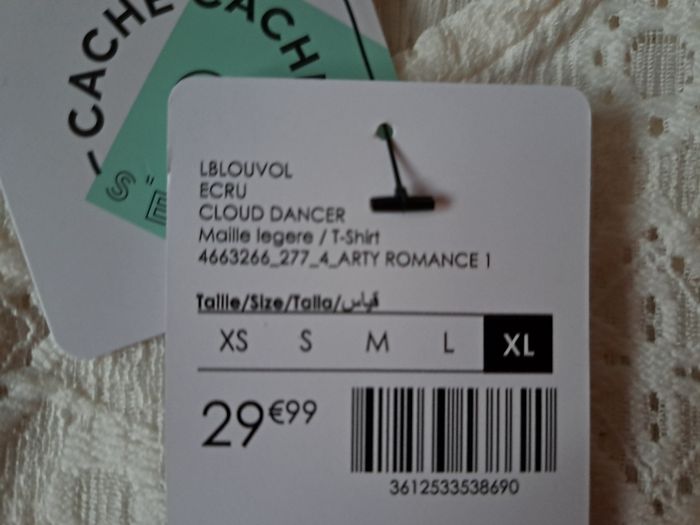 CACHE CACHE
LBLOUVOL
ECRU
CLOUD DANCER
Maille legere / T-Shirt
4663266_277_4_ARTY ROMANCE 1
Taille/Size/Talla/قياس
XS S M L XL
29€99
3612533538690